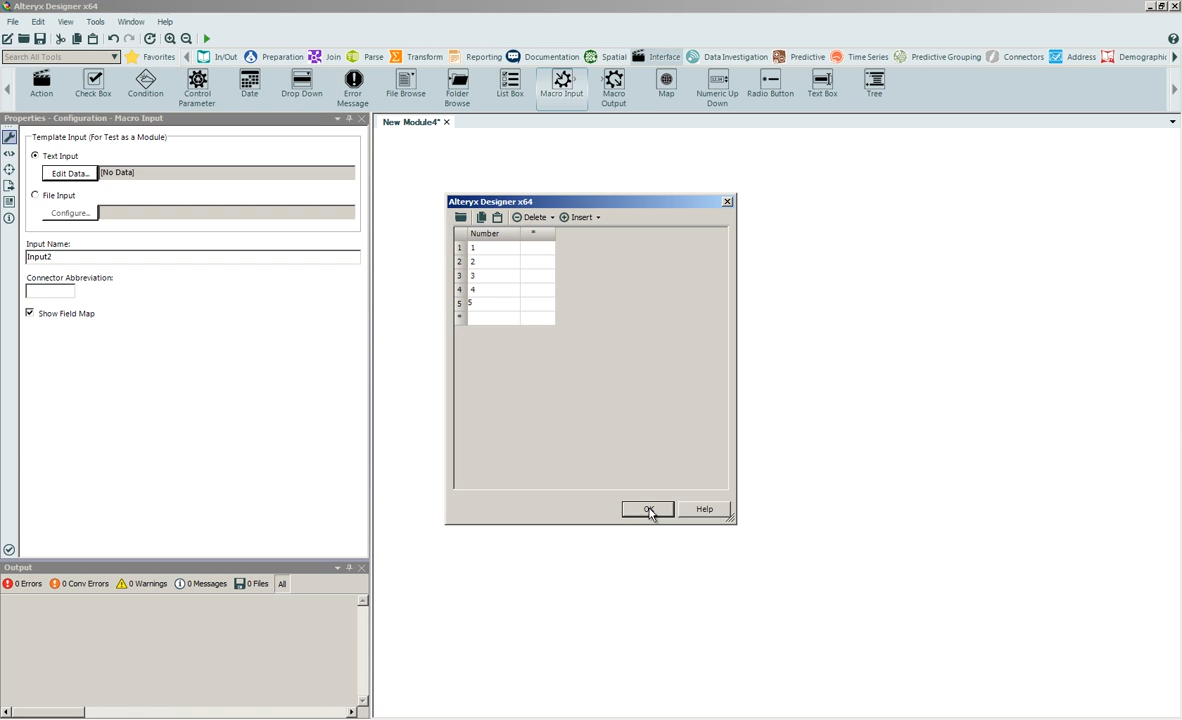 Alteryx Designer x64
File Edit View Tools Window Help
Search All Tools Favorites In/Out Preparation Join Parse Transform Reporting Documentation Spatial Interface Data Investigation Predictive Time Series Predictive Grouping Connectors Address Demographic
Action Check Box Condition Control Parameter Date Drop Down Error Message File Browse Folder Browse List Box Macro Input Macro Output Map Numeric Up Down Radio Button Text Box Tree
Properties - Configuration - Macro Input
New Module4*
Template Input (For Test as a Module)
Text Input
Edit Data... [No Data]
File Input
Configure...
Input Name:
Input2
Connector Abbreviation:
Show Field Map
Alteryx Designer x64
Delete Insert
Number *
1 1
2 2
3 3
4 4
5 5
*
OK Help
Output
0 Errors 0 Conv Errors 0 Warnings 0 Messages 0 Files All